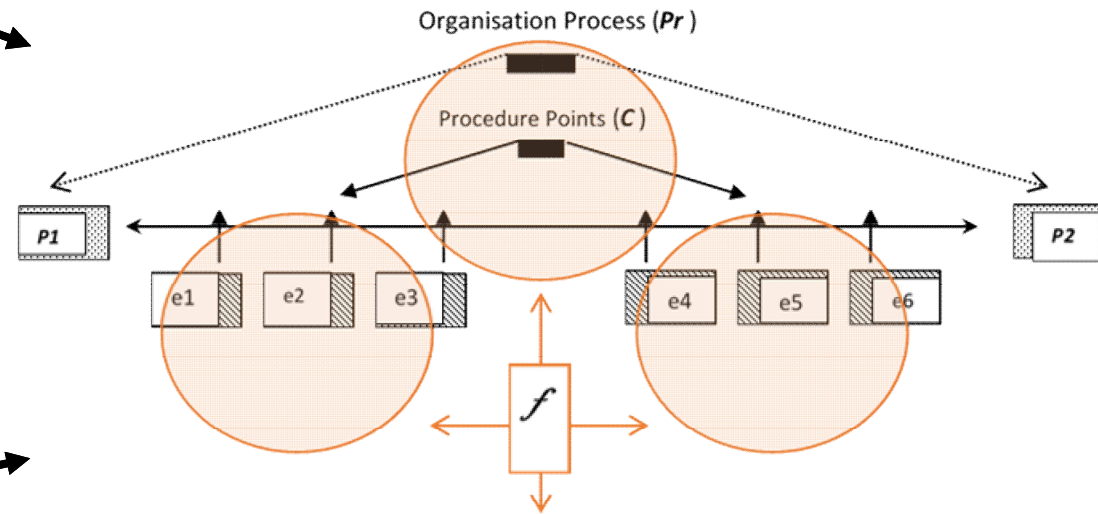 Organisation Process (Pr )
Procedure Points (C )
P1
P2
e1
e2
e3
e4
e5
e6
f